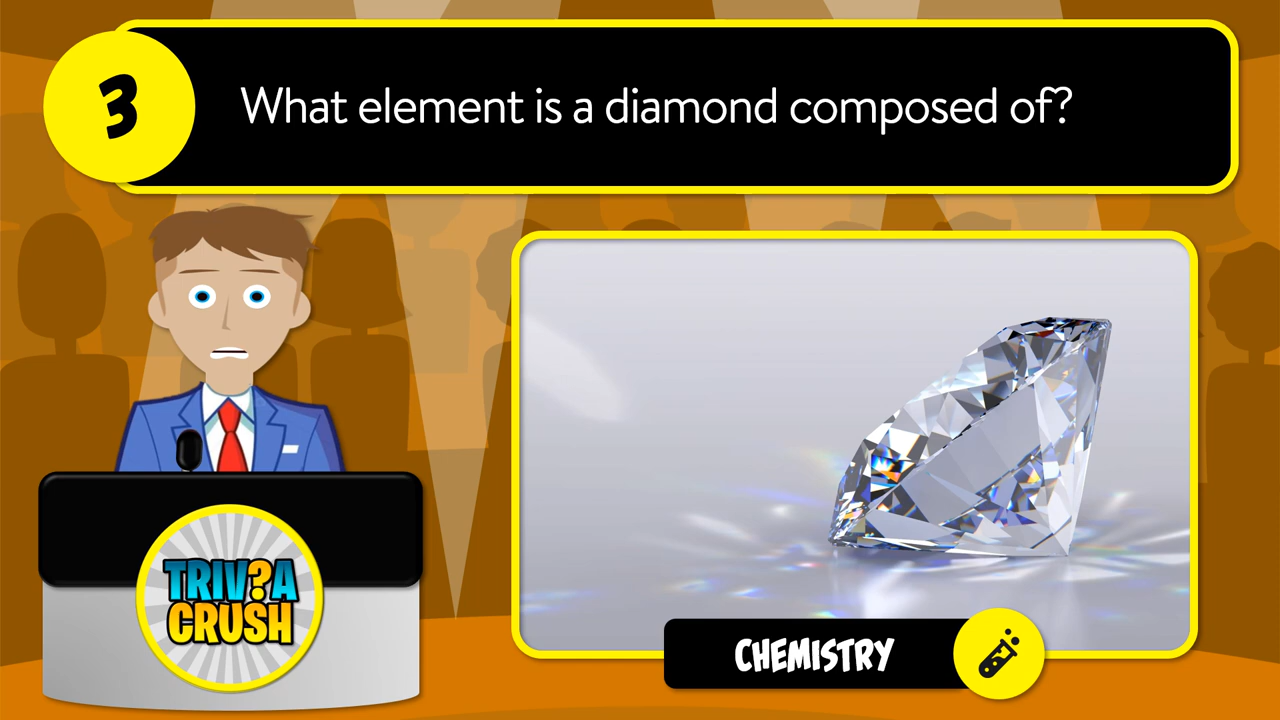 3
What element is a diamond composed of?
TRIV?A
CRUSH
CHEMISTRY